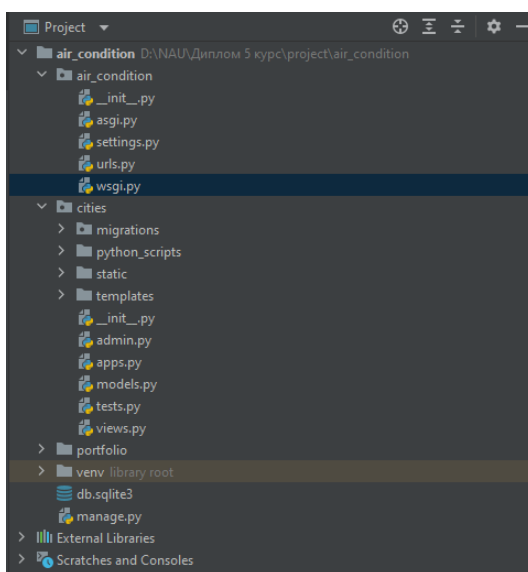 Project
air_condition D:\NAU\Диплом 5 курс\project\air_condition
air_condition
__init__.py
asgi.py
settings.py
urls.py
wsgi.py
cities
migrations
python_scripts
static
templates
__init__.py
admin.py
apps.py
models.py
tests.py
views.py
portfolio
venv library root
db.sqlite3
manage.py
External Libraries
Scratches and Consoles